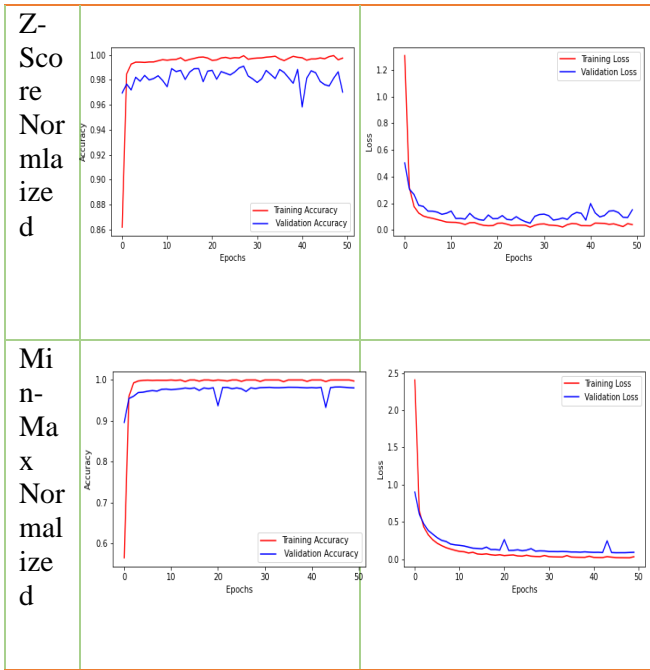 Z-
Sco
re
Nor
mla
ize
d
1.00
0.98
0.96
0.94
0.92
0.90
0.88
0.86
Accuracy
Training Accuracy
Validation Accuracy
0 10 20 30 40 50
Epochs
1.2
1.0
0.8
0.6
0.4
0.2
0.0
Loss
Training Loss
Validation Loss
0 10 20 30 40 50
Epochs
Mi
n-
Ma
x
Nor
mal
ize
d
1.0
0.9
0.8
0.7
0.6
Accuracy
Training Accuracy
Validation Accuracy
0 10 20 30 40 50
Epochs
2.5
2.0
1.5
1.0
0.5
0.0
Loss
Training Loss
Validation Loss
0 10 20 30 40 50
Epochs